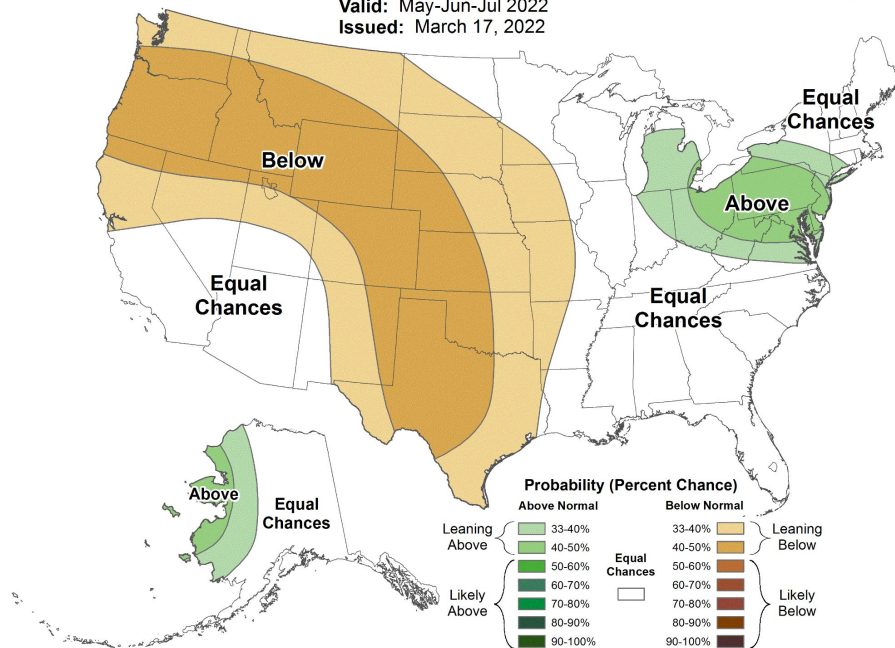 Valid: May-Jun-Jul 2022
Issued: March 17, 2022
Equal
Chances
Below
Above
Equal
Chances
Equal
Chances
Above
Equal
Chances
Probability (Percent Chance)
Above Normal
Below Normal
Leaning
Above
33-40%
40-50%
Likely
Above
50-60%
60-70%
70-80%
80-90%
90-100%
Equal
Chances
33-40%
40-50%
Leaning
Below
50-60%
60-70%
70-80%
80-90%
90-100%
Likely
Below